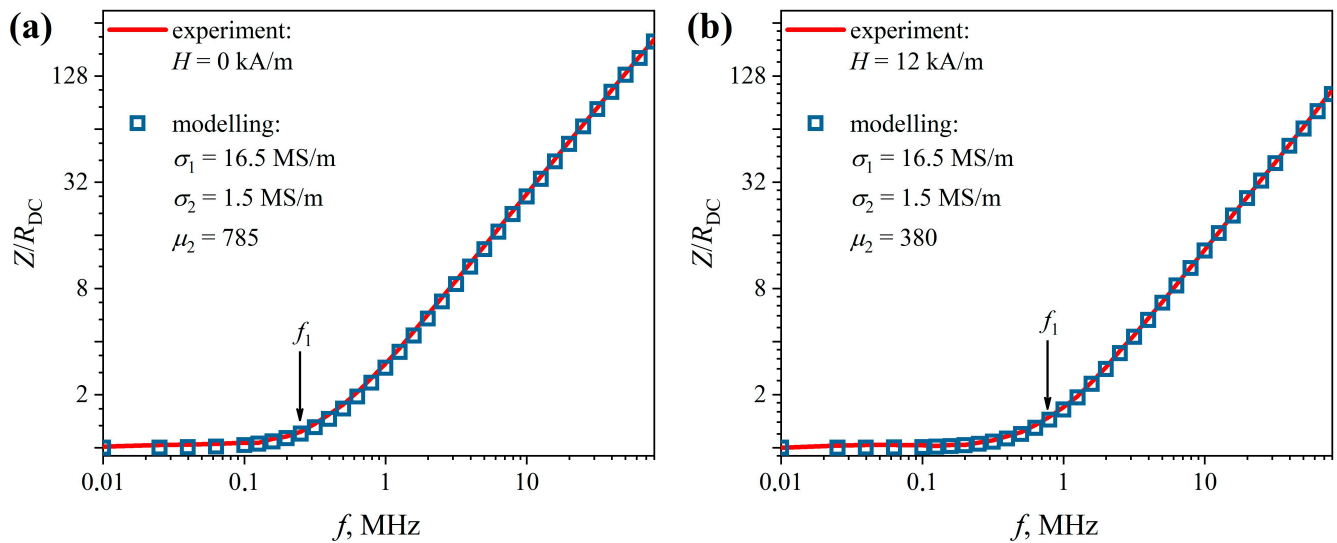 (a)
experiment:
H = 0 kA/m
modelling:
σ₁ = 16.5 MS/m
σ₂ = 1.5 MS/m
μ₂ = 785
f₁
128
32
8
2
Z/R_DC
0.01 0.1 1 10
f, MHz
(b)
experiment:
H = 12 kA/m
modelling:
σ₁ = 16.5 MS/m
σ₂ = 1.5 MS/m
μ₂ = 380
f₁
128
32
8
2
Z/R_DC
0.01 0.1 1 10
f, MHz